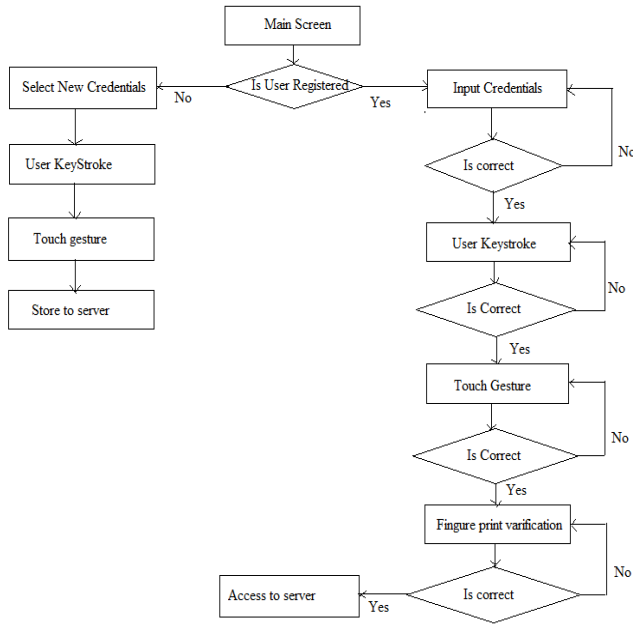 Main Screen
Is User Registered
No
Yes
Select New Credentials
User KeyStroke
Touch gesture
Store to server
Input Credentials
Is correct
No
Yes
User Keystroke
Is Correct
No
Yes
Touch Gesture
Is Correct
No
Yes
Fingure print varification
Is correct
No
Yes
Access to server